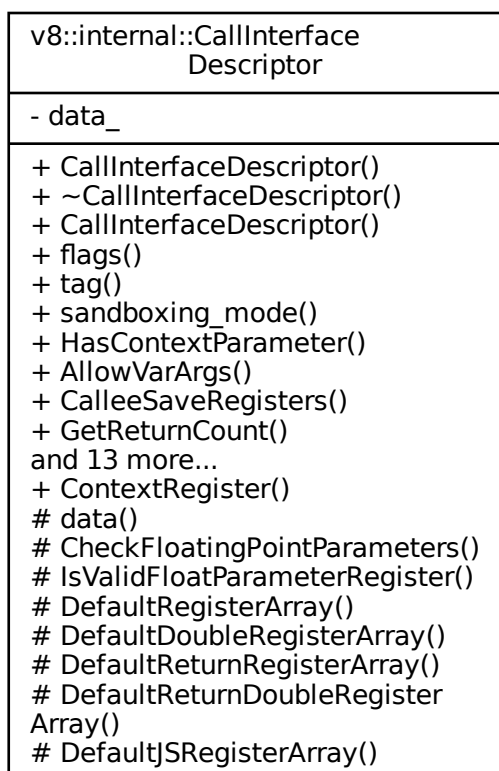 v8::internal::CallInterface
Descriptor
- data_
+ CallInterfaceDescriptor()
+ ~CallInterfaceDescriptor()
+ CallInterfaceDescriptor()
+ flags()
+ tag()
+ sandboxing_mode()
+ HasContextParameter()
+ AllowVarArgs()
+ CalleeSaveRegisters()
+ GetReturnCount()
and 13 more...
+ ContextRegister()
# data()
# CheckFloatingPointParameters()
# IsValidFloatParameterRegister()
# DefaultRegisterArray()
# DefaultDoubleRegisterArray()
# DefaultReturnRegisterArray()
# DefaultReturnDoubleRegister
Array()
# DefaultJSRegisterArray()